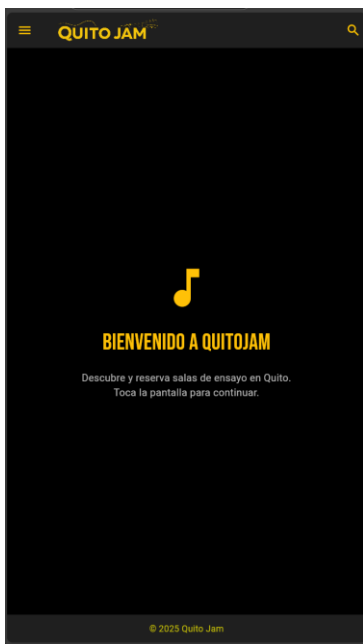 QUITO JAM
BIENVENIDO A QUITOJAM
Descubre y reserva salas de ensayo en Quito.
Toca la pantalla para continuar.
© 2025 Quito Jam